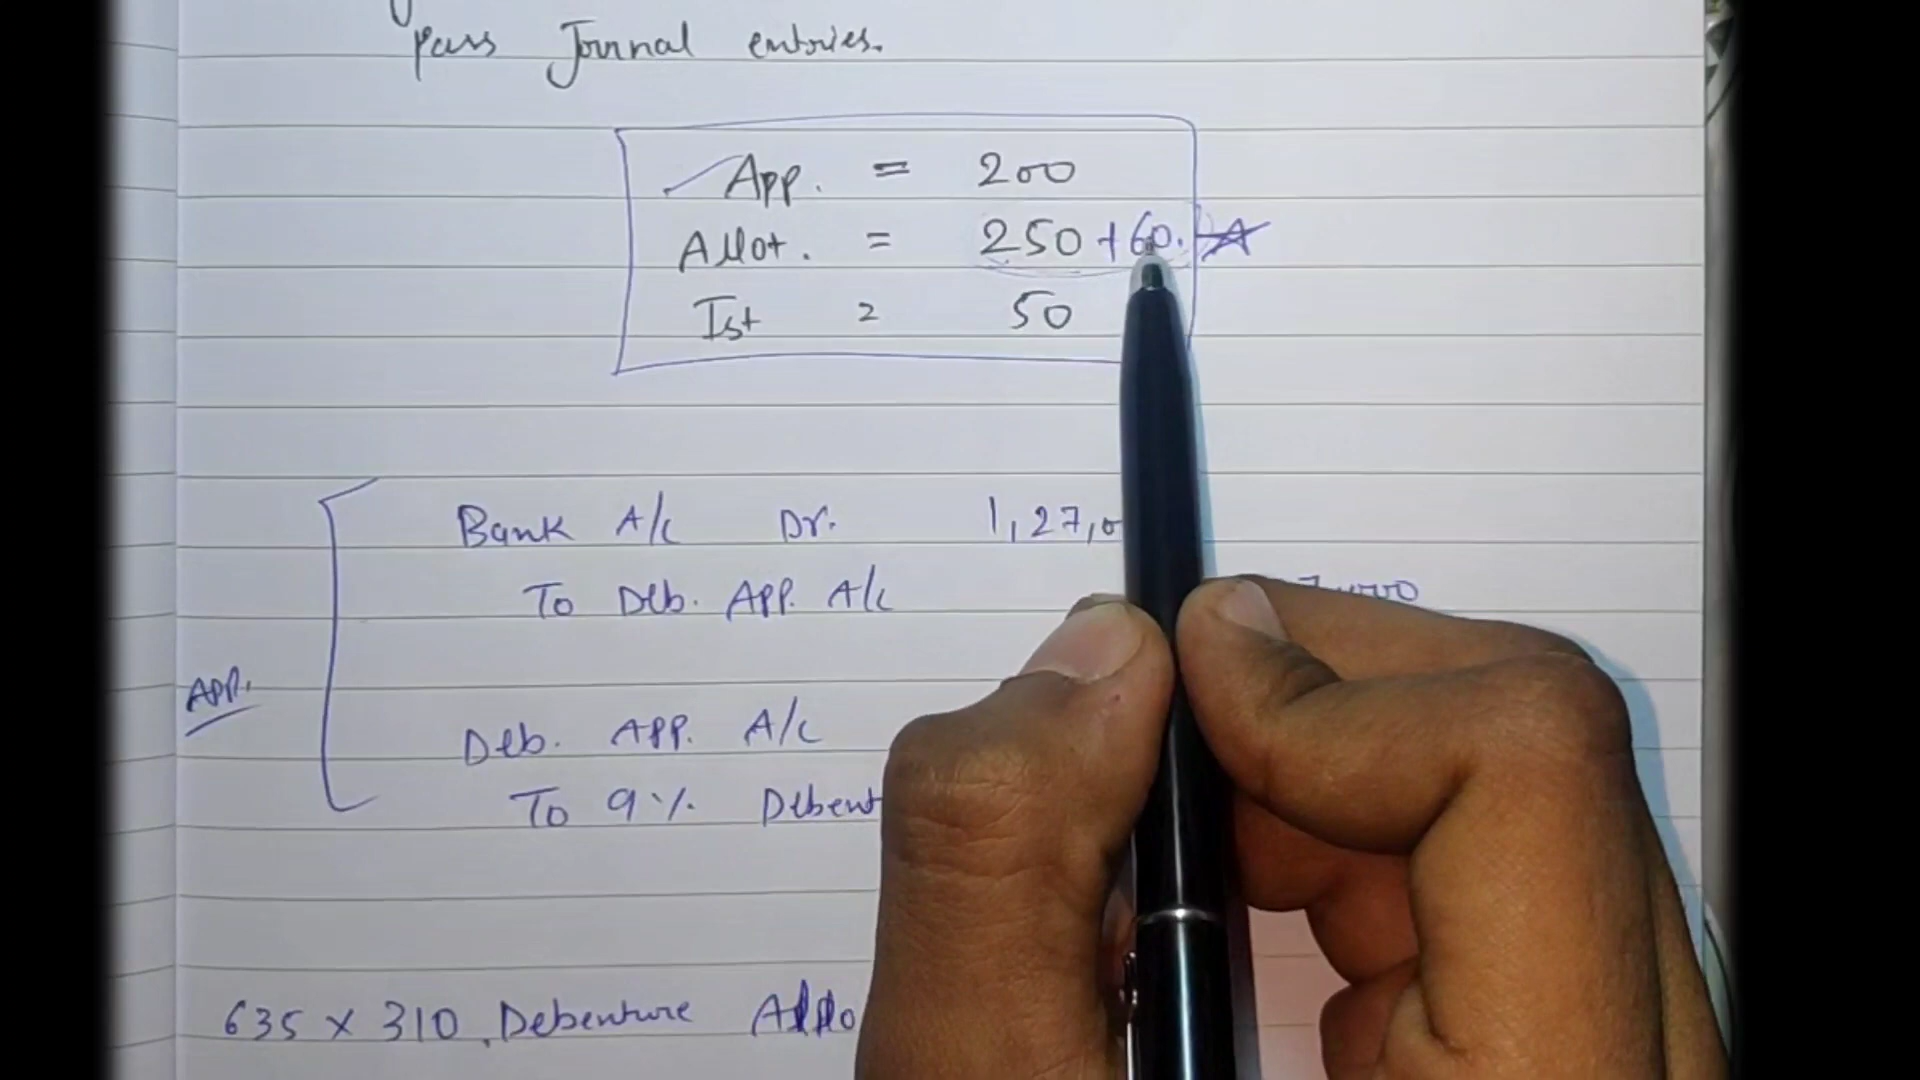 pass Journal entries.
App. = 200
Allot. = 250 + 60.
Ist = 50
Bank A/c Dr. 1,27,0
To Deb. APP. A/c
APP.
Deb. APP. A/c
To 9% Debent
635 x 310 Debenture Allo